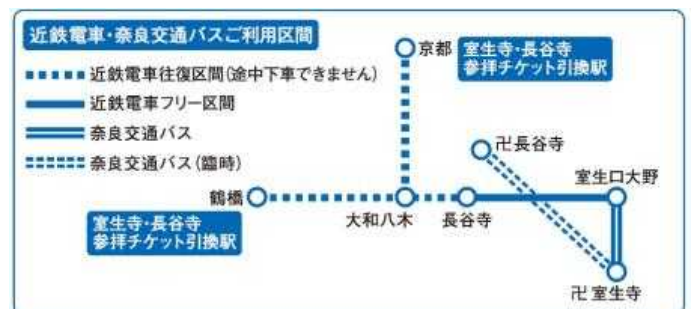 近鉄電車・奈良交通バスご利用区間
近鉄電車往復区間(途中下車できません)
近鉄電車フリー区間
奈良交通バス
奈良交通バス(臨時)
京都
室生寺・長谷寺
参拝チケット引換駅
卍長谷寺
室生口大野
鶴橋
大和八木
長谷寺
室生寺・長谷寺
参拝チケット引換駅
卍室生寺